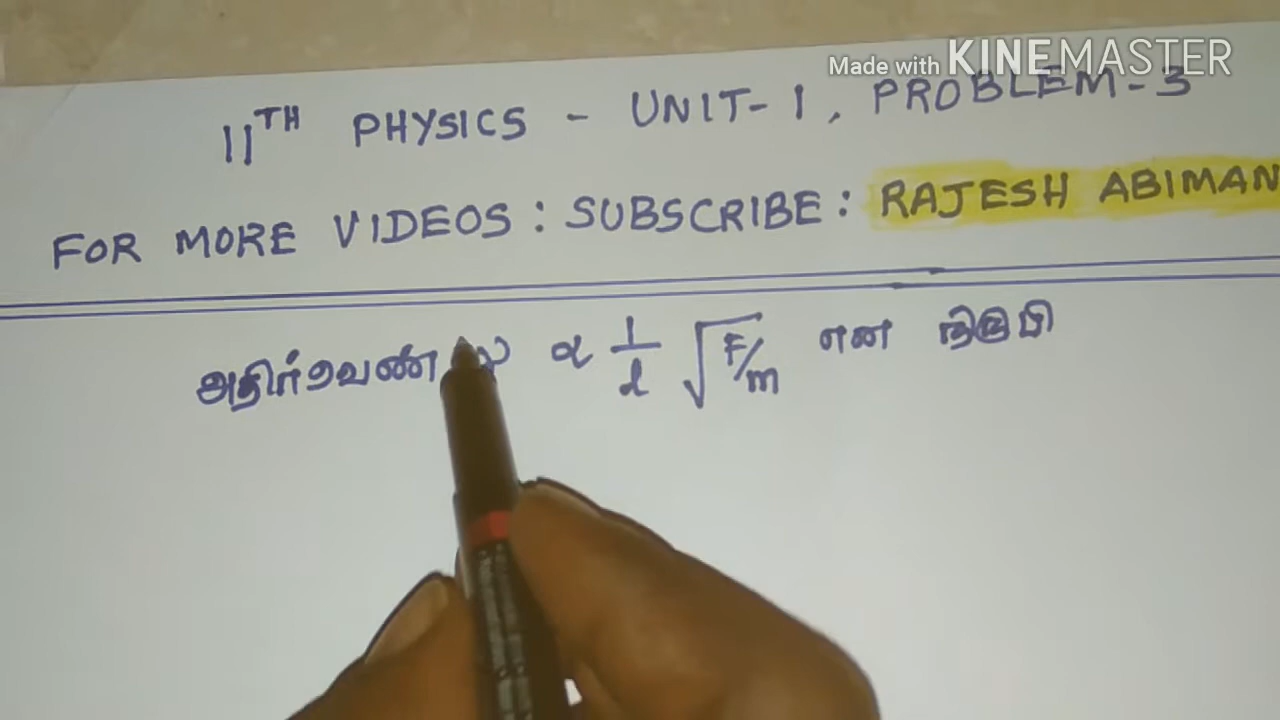 Made with KINEMASTER
11TH PHYSICS - UNIT-1, PROBLEM-3
FOR MORE VIDEOS: SUBSCRIBE: RAJESH ABIMAN
அதிர்வெண் ∝ 1/l √F/m என நிரூபி